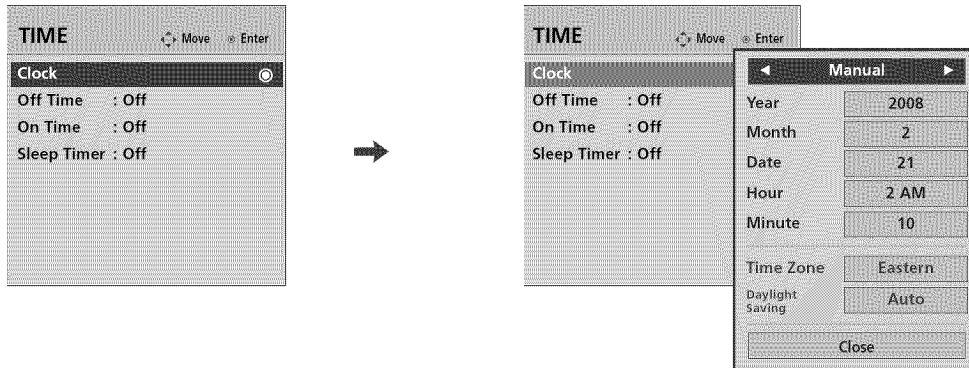 TIME Move Enter
Clock
Off Time : Off
On Time : Off
Sleep Timer : Off
TIME Move Enter
Clock
Off Time : Off
On Time : Off
Sleep Timer : Off
Manual
Year 2008
Month 2
Date 21
Hour 2 AM
Minute 10
Time Zone Eastern
Daylight
Saving Auto
Close